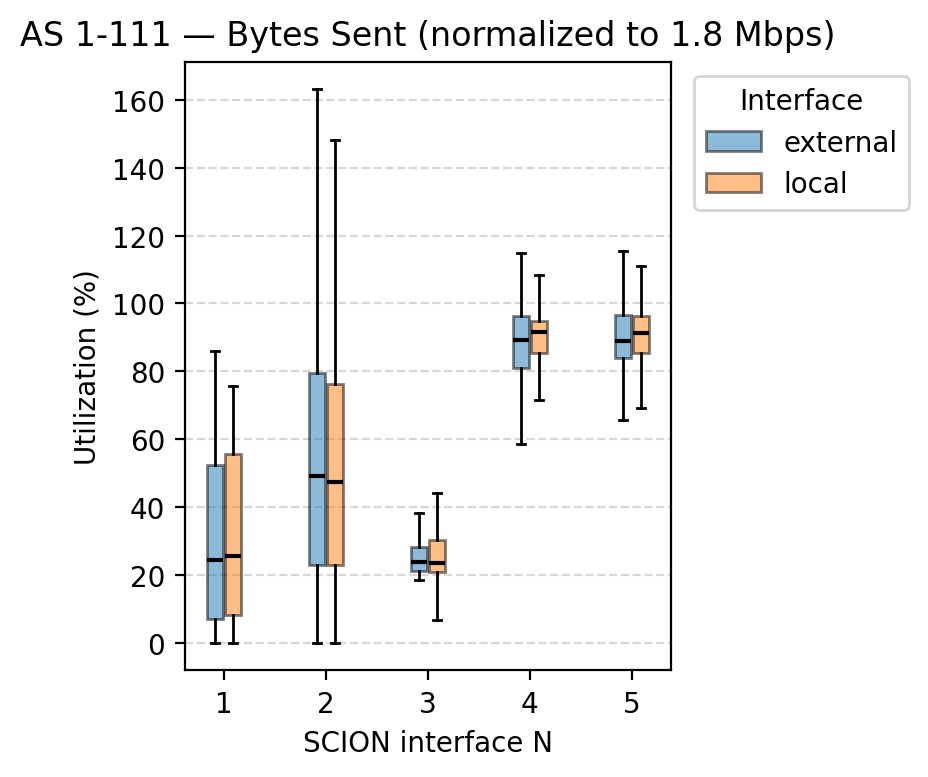 AS 1-111 — Bytes Sent (normalized to 1.8 Mbps)
Interface
external
local
Utilization (%)
160
140
120
100
80
60
40
20
0
1 2 3 4 5
SCION interface N